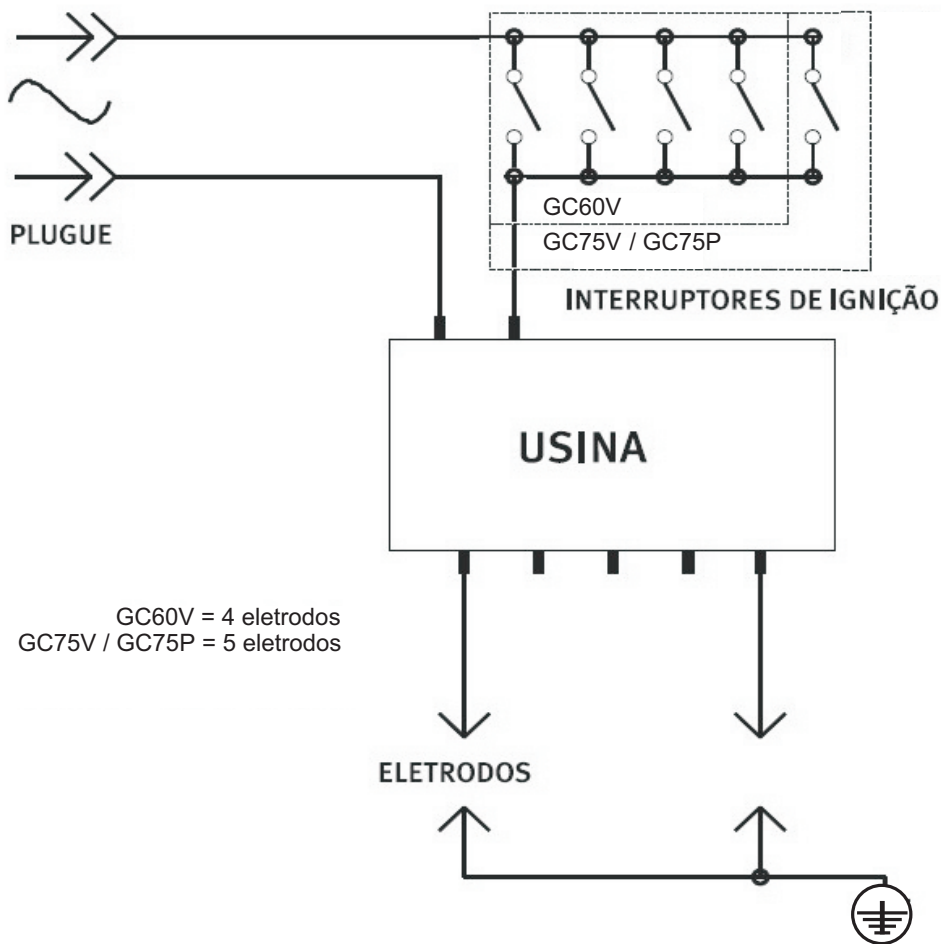 GC60V
PLUGUE
GC75V / GC75P
INTERRUPTORES DE IGNIÇÃO
USINA
GC60V = 4 eletrodos
GC75V / GC75P = 5 eletrodos
ELETRODOS